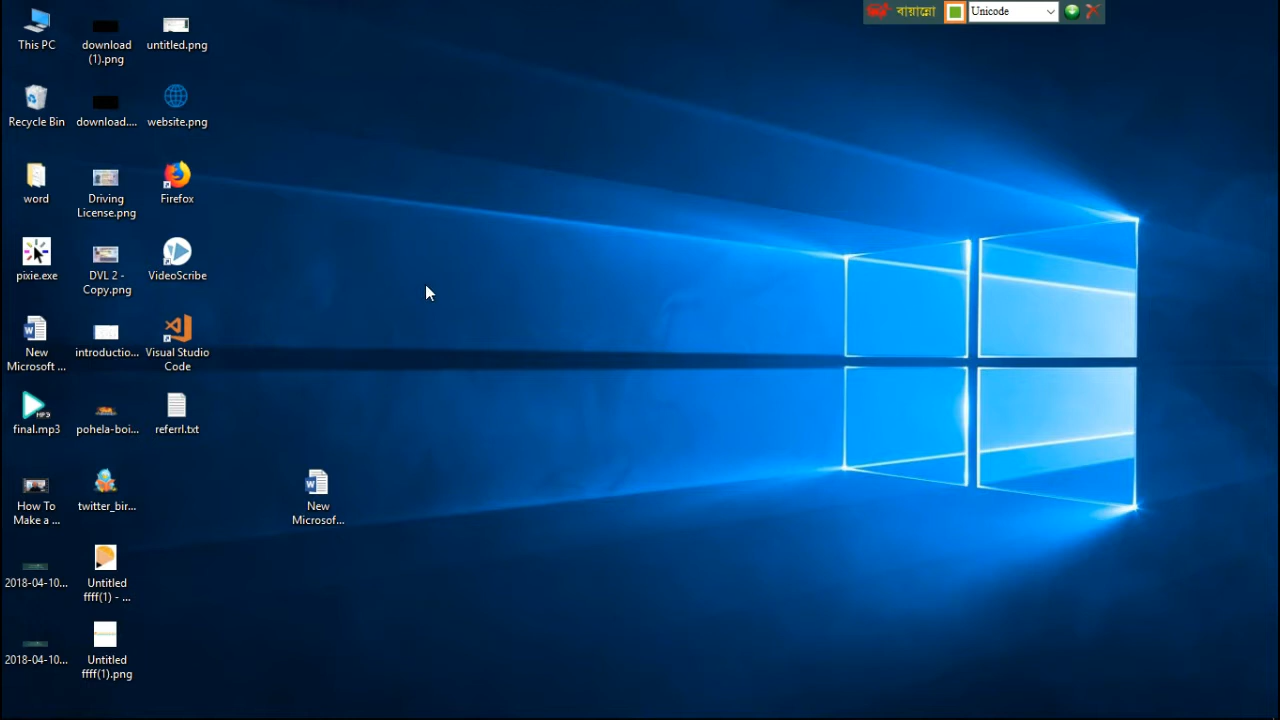 This PC
download
(1).png
untitled.png
Recycle Bin
download....
website.png
word
Driving
License.png
Firefox
pixie.exe
DVL 2 -
Copy.png
VideoScribe
New
Microsoft ...
introductio...
Visual Studio
Code
final.mp3
pohela-boi...
referrl.txt
How To
Make a ...
twitter_bir...
New
Microsof...
2018-04-10...
Untitled
ffff(1) - ...
2018-04-10...
Untitled
ffff(1).png
বায়ান্নো
Unicode